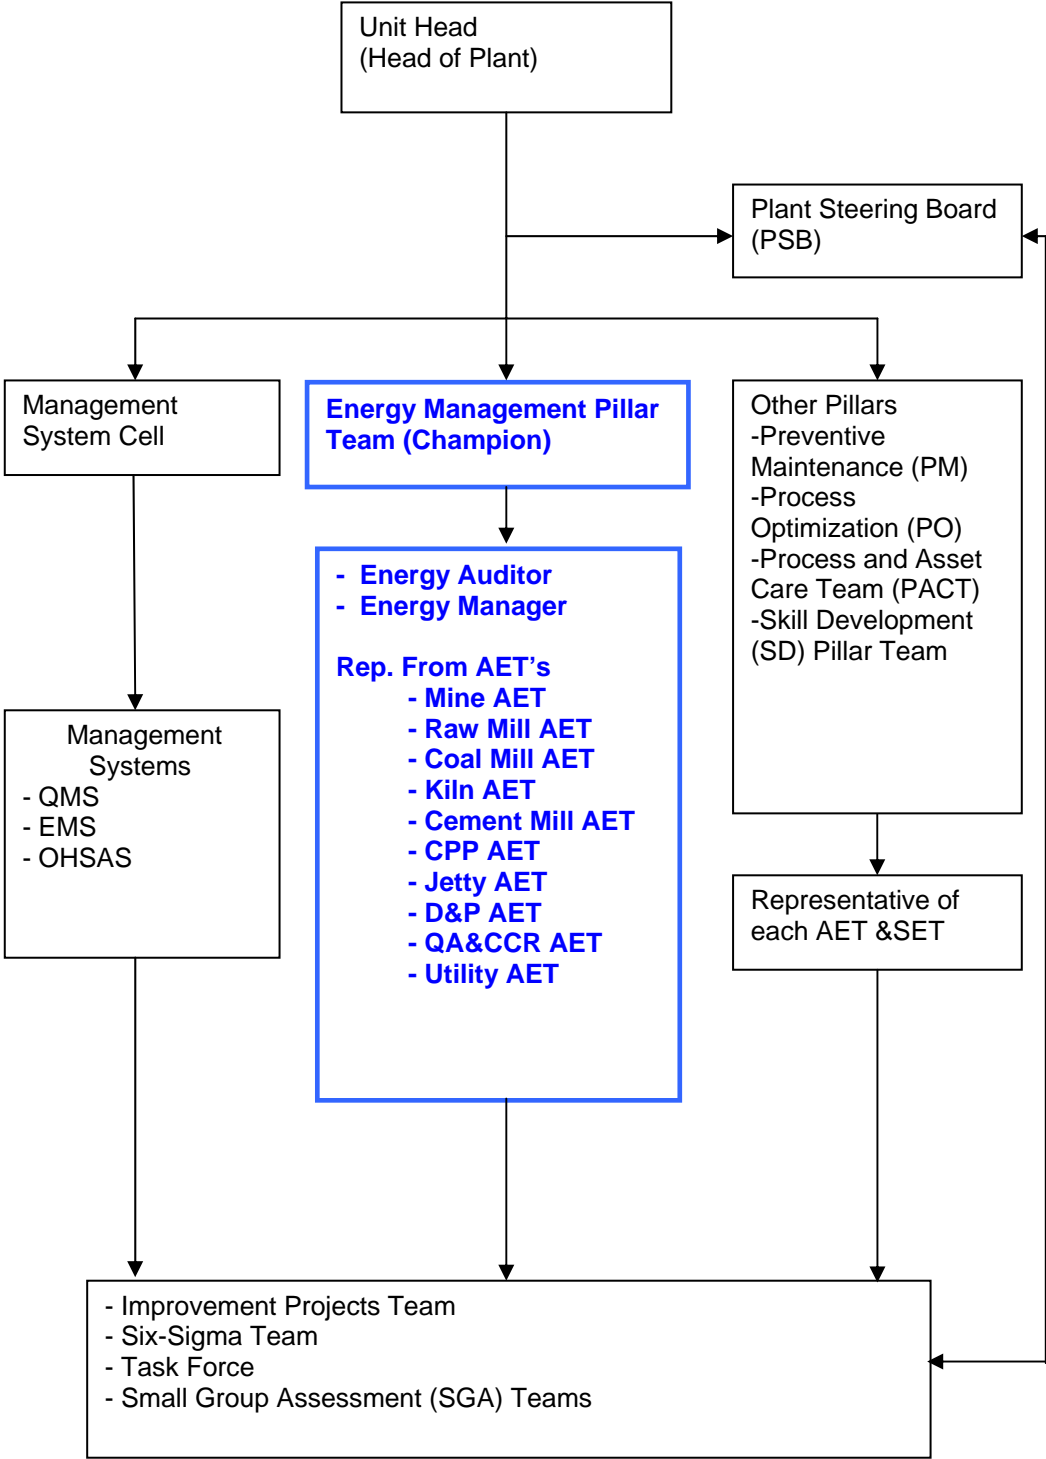 Unit Head
(Head of Plant)
Plant Steering Board
(PSB)
Management
System Cell
Energy Management Pillar
Team (Champion)
Other Pillars
-Preventive
Maintenance (PM)
-Process
Optimization (PO)
-Process and Asset
Care Team (PACT)
-Skill Development
(SD) Pillar Team
- Energy Auditor
- Energy Manager
Rep. From AET’s
- Mine AET
- Raw Mill AET
- Coal Mill AET
- Kiln AET
- Cement Mill AET
- CPP AET
- Jetty AET
- D&P AET
- QA&CCR AET
- Utility AET
Management
Systems
- QMS
- EMS
- OHSAS
Representative of
each AET &SET
- Improvement Projects Team
- Six-Sigma Team
- Task Force
- Small Group Assessment (SGA) Teams